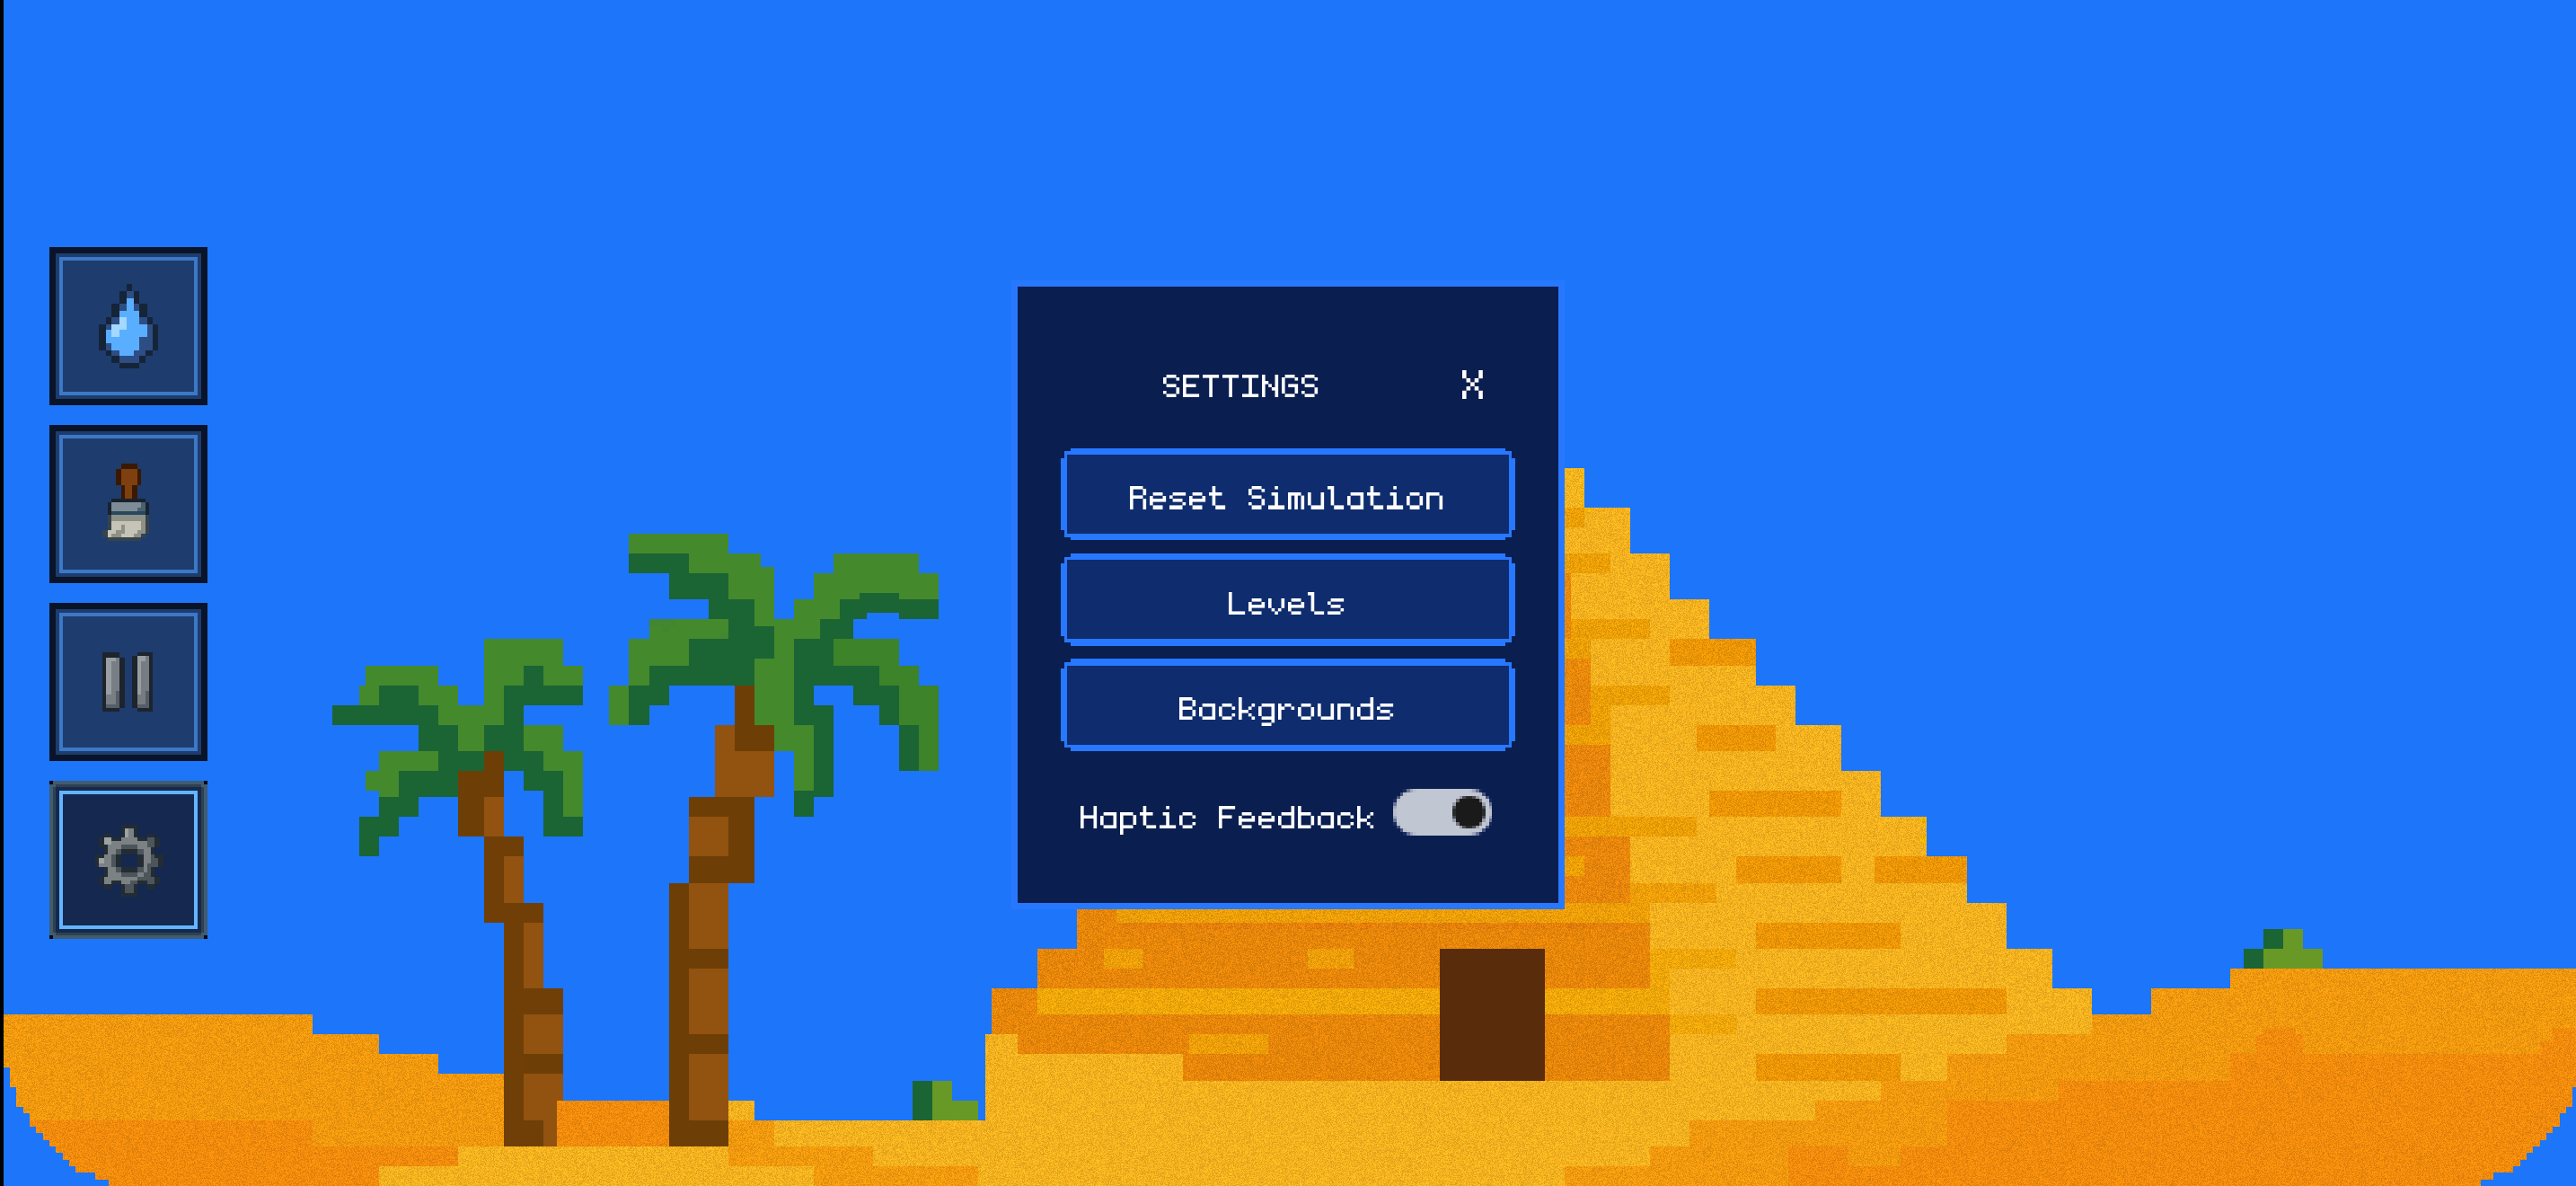 SETTINGS X
Reset Simulation
Levels
Backgrounds
Haptic Feedback